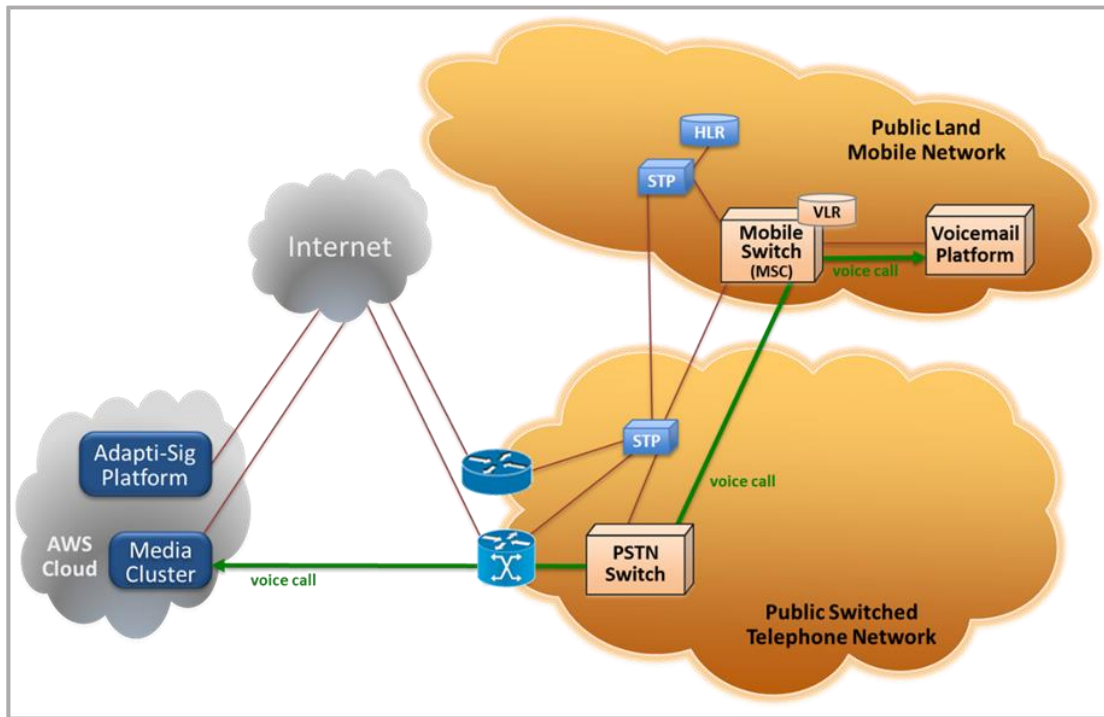 HLR
Public Land
Mobile Network
STP
VLR
Mobile
Switch
(MSC)
Voicemail
Platform
voice call
Internet
STP
Adapti-Sig
Platform
voice call
AWS
Cloud
Media
Cluster
voice call
PSTN
Switch
Public Switched
Telephone Network